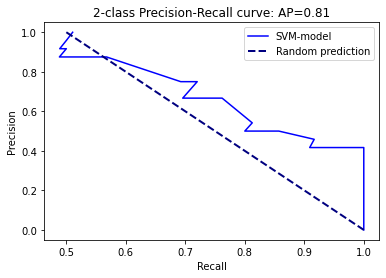 2-class Precision-Recall curve: AP=0.81
SVM-model
Random prediction
Precision
1.0
0.8
0.6
0.4
0.2
0.0
0.5 0.6 0.7 0.8 0.9 1.0
Recall